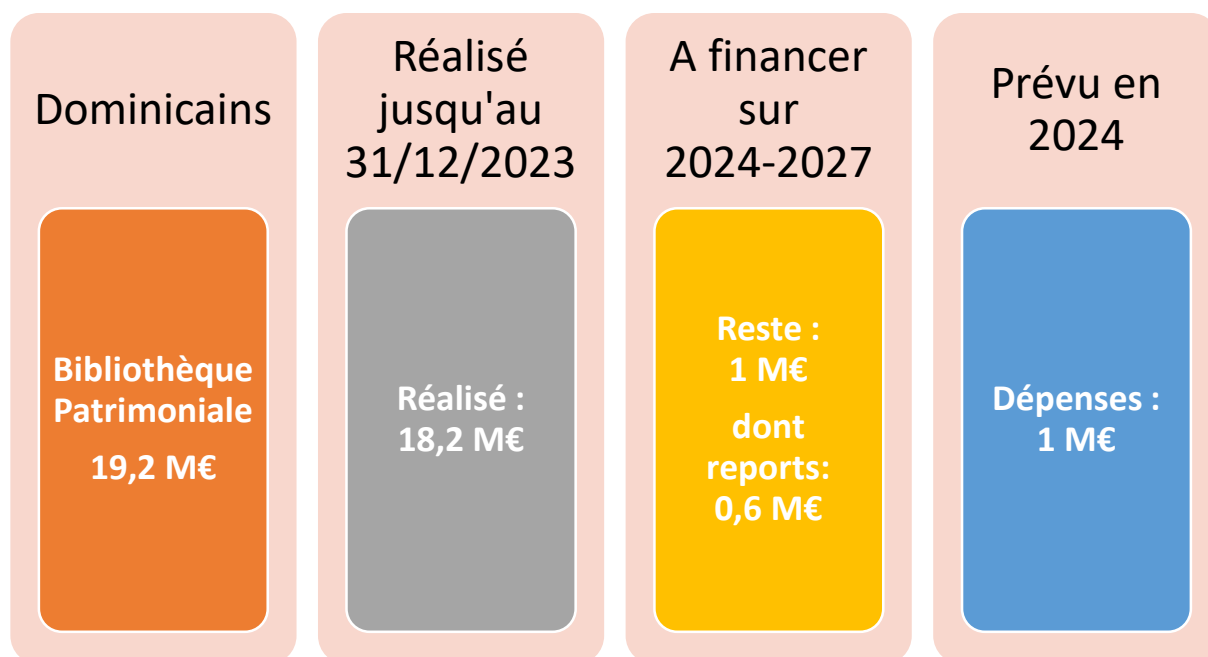 Dominicains
Bibliothèque
Patrimoniale
19,2 M€
Réalisé
jusqu'au
31/12/2023
Réalisé :
18,2 M€
A financer
sur
2024-2027
Reste :
1 M€
dont
reports:
0,6 M€
Prévu en
2024
Dépenses :
1 M€